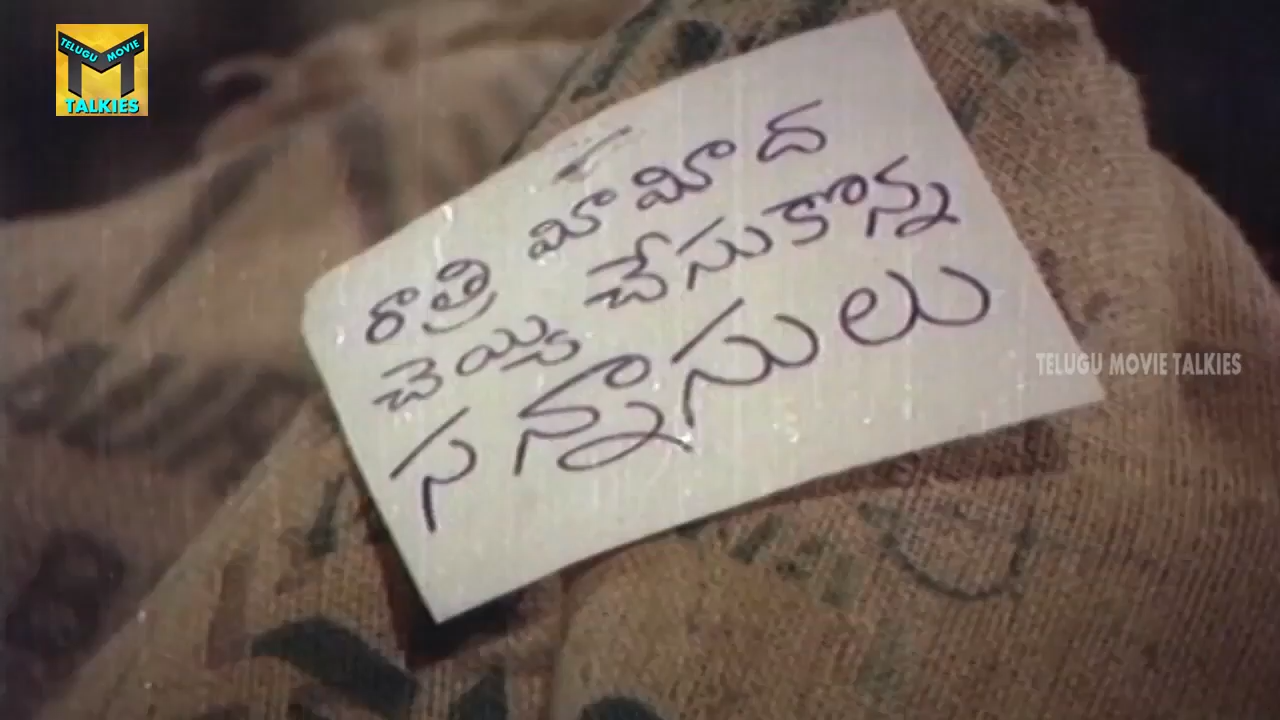 TELUGU MOVIE
TALKIES
రాత్రి మీమీద
చెయ్యి చేసుకొన్న
సన్నాసులు
TELUGU MOVIE TALKIES